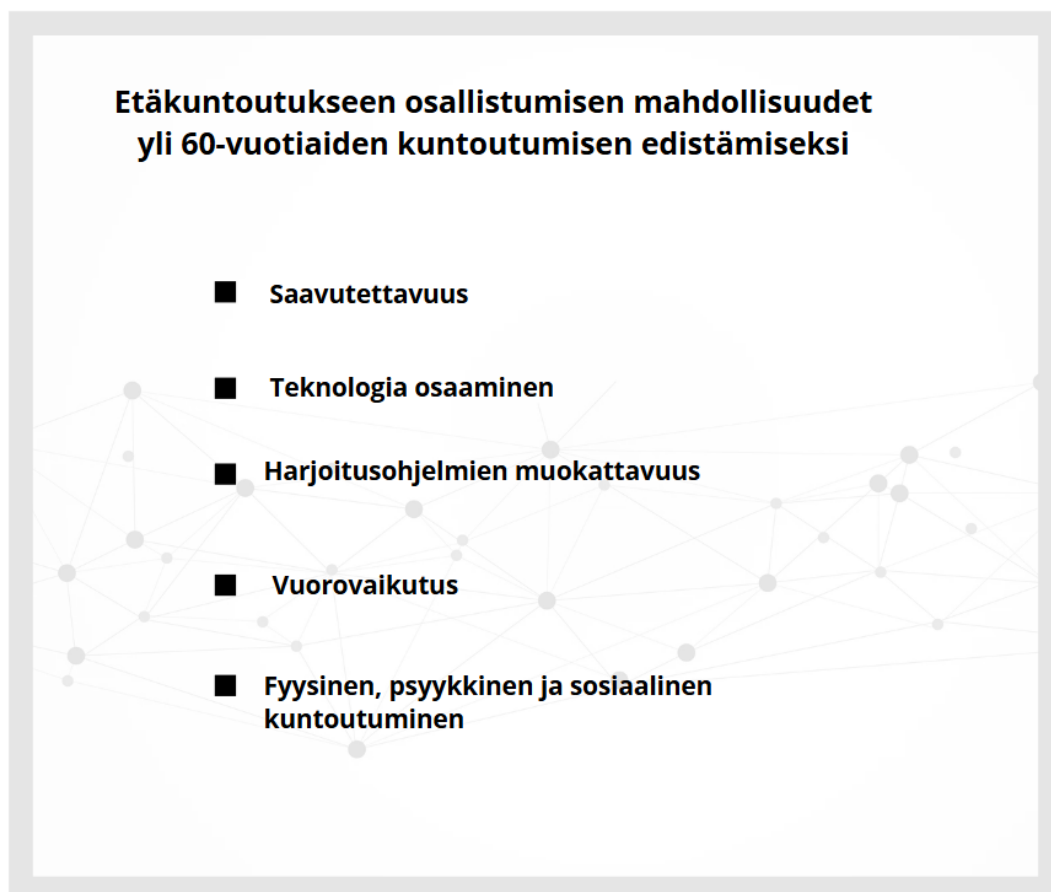 Etäkuntoutukseen osallistumisen mahdollisuudet
yli 60-vuotiaiden kuntoutumisen edistämiseksi
■ Saavutettavuus
■ Teknologia osaaminen
■ Harjoitusohjelmien muokattavuus
■ Vuorovaikutus
■ Fyysinen, psyykkinen ja sosiaalinen
kuntoutuminen